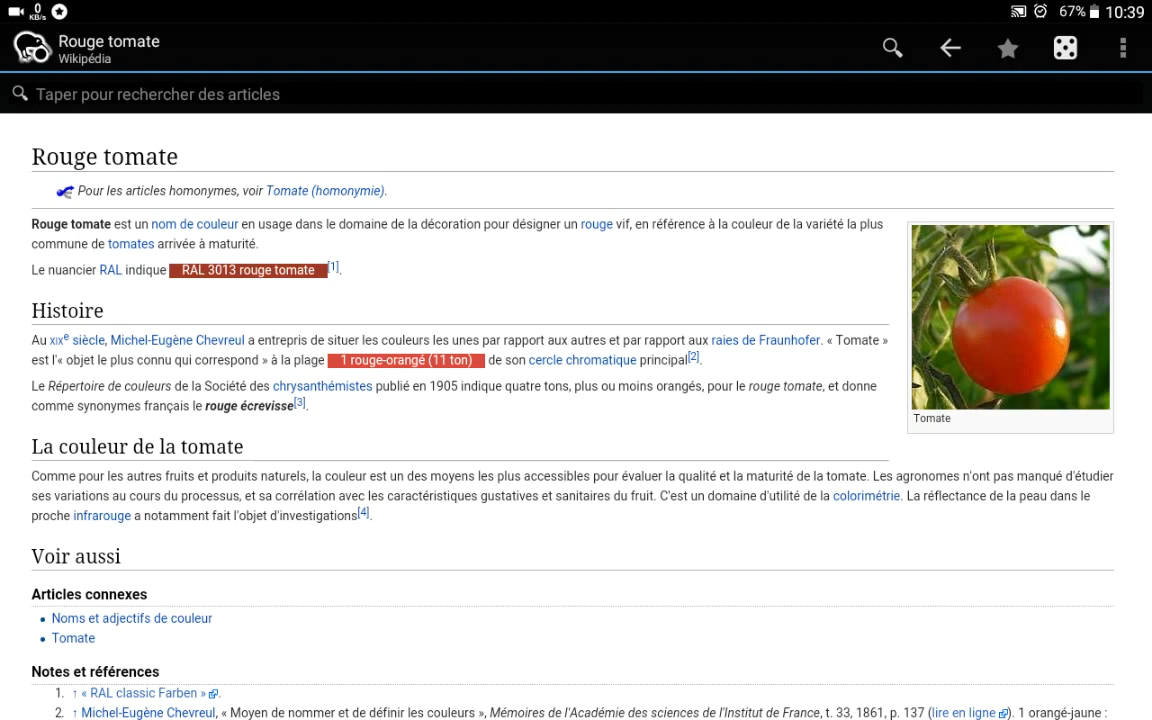 0
KB/s
67% 10:39
Rouge tomate
Wikipédia
Taper pour rechercher des articles
Rouge tomate
Pour les articles homonymes, voir Tomate (homonymie).
Rouge tomate est un nom de couleur en usage dans le domaine de la décoration pour désigner un rouge vif, en référence à la couleur de la variété la plus
commune de tomates arrivée à maturité.
Le nuancier RAL indique RAL 3013 rouge tomate [1].
Histoire
Au XIXe siècle, Michel-Eugène Chevreul a entrepris de situer les couleurs les unes par rapport aux autres et par rapport aux raies de Fraunhofer. « Tomate »
est l'« objet le plus connu qui correspond » à la plage 1 rouge-orangé (11 ton) de son cercle chromatique principal[2].
Le Répertoire de couleurs de la Société des chrysanthémistes publié en 1905 indique quatre tons, plus ou moins orangés, pour le rouge tomate, et donne
comme synonymes français le rouge écrevisse[3].
Tomate
La couleur de la tomate
Comme pour les autres fruits et produits naturels, la couleur est un des moyens les plus accessibles pour évaluer la qualité et la maturité de la tomate. Les agronomes n'ont pas manqué d'étudier
ses variations au cours du processus, et sa corrélation avec les caractéristiques gustatives et sanitaires du fruit. C'est un domaine d'utilité de la colorimétrie. La réflectance de la peau dans le
proche infrarouge a notamment fait l'objet d'investigations[4].
Voir aussi
Articles connexes
• Noms et adjectifs de couleur
• Tomate
Notes et références
1. ↑ « RAL classic Farben ».
2. ↑ Michel-Eugène Chevreul, « Moyen de nommer et de définir les couleurs », Mémoires de l'Académie des sciences de l'Institut de France, t. 33, 1861, p. 137 (lire en ligne). 1 orangé-jaune :